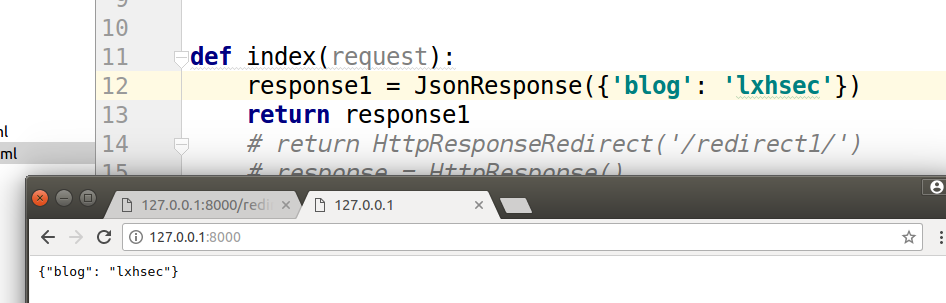 9
10
11 def index(request):
12 response1 = JsonResponse({'blog': 'lxhsec'})
13 return response1
14 # return HttpResponseRedirect('/redirect1/')
15 # response = HttpResponse()
ml
ml
127.0.0.1:8000/redi
127.0.0.1
127.0.0.1:8000
{"blog": "lxhsec"}